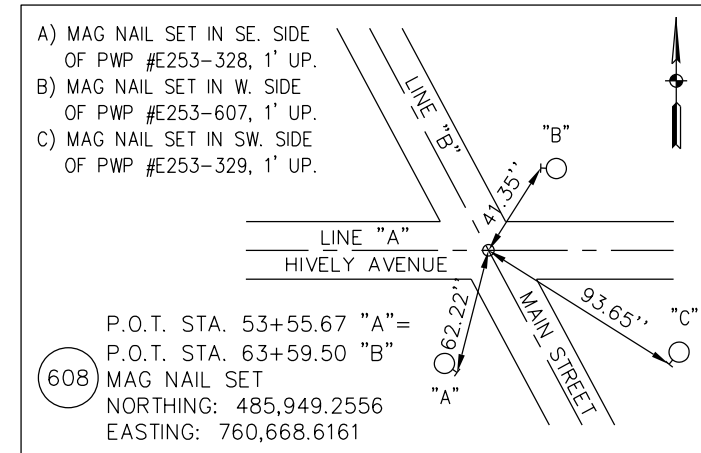 A) MAG NAIL SET IN SE. SIDE
OF PWP #E253-328, 1' UP.
B) MAG NAIL SET IN W. SIDE
OF PWP #E253-607, 1' UP.
C) MAG NAIL SET IN SW. SIDE
OF PWP #E253-329, 1' UP.
LINE "B"
"B"
41.35''
LINE "A"
HIVELY AVENUE
62.22''
MAIN STREET
93.65''
"C"
"A"
P.O.T. STA. 53+55.67 "A"=
P.O.T. STA. 63+59.50 "B"
608
MAG NAIL SET
NORTHING: 485,949.2556
EASTING: 760,668.6161